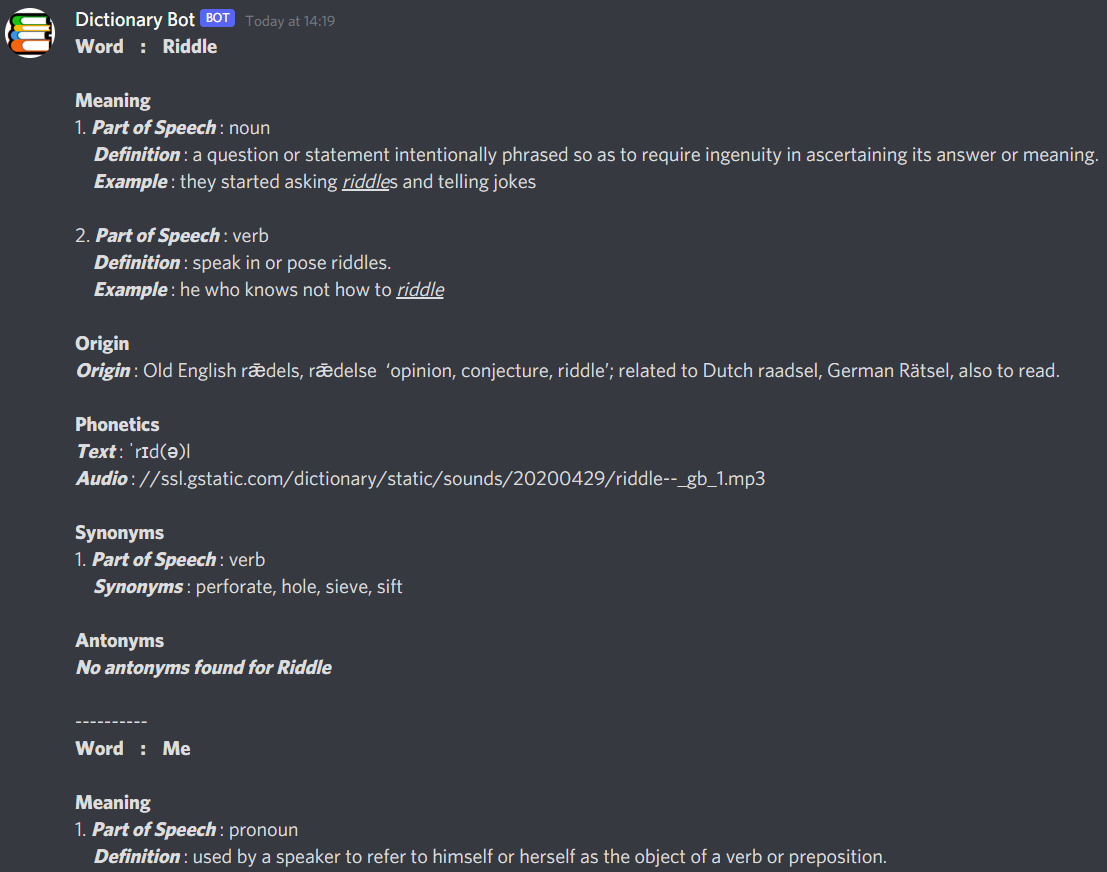 Dictionary Bot BOT Today at 14:19
Word : Riddle
Meaning
1. Part of Speech : noun
Definition : a question or statement intentionally phrased so as to require ingenuity in ascertaining its answer or meaning.
Example : they started asking riddles and telling jokes
2. Part of Speech : verb
Definition : speak in or pose riddles.
Example : he who knows not how to riddle
Origin
Origin : Old English rǣdels, rǣdelse ‘opinion, conjecture, riddle’; related to Dutch raadsel, German Rätsel, also to read.
Phonetics
Text : ˈrɪd(ə)l
Audio : //ssl.gstatic.com/dictionary/static/sounds/20200429/riddle--_gb_1.mp3
Synonyms
1. Part of Speech : verb
Synonyms : perforate, hole, sieve, sift
Antonyms
No antonyms found for Riddle
----------
Word : Me
Meaning
1. Part of Speech : pronoun
Definition : used by a speaker to refer to himself or herself as the object of a verb or preposition.